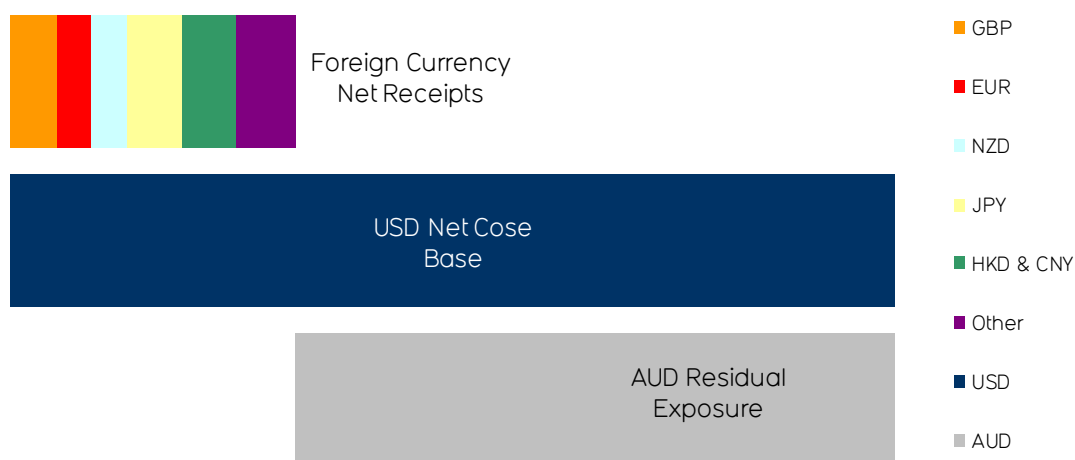 Foreign Currency
Net Receipts
USD Net Cose
Base
AUD Residual
Exposure
GBP
EUR
NZD
JPY
HKD & CNY
Other
USD
AUD